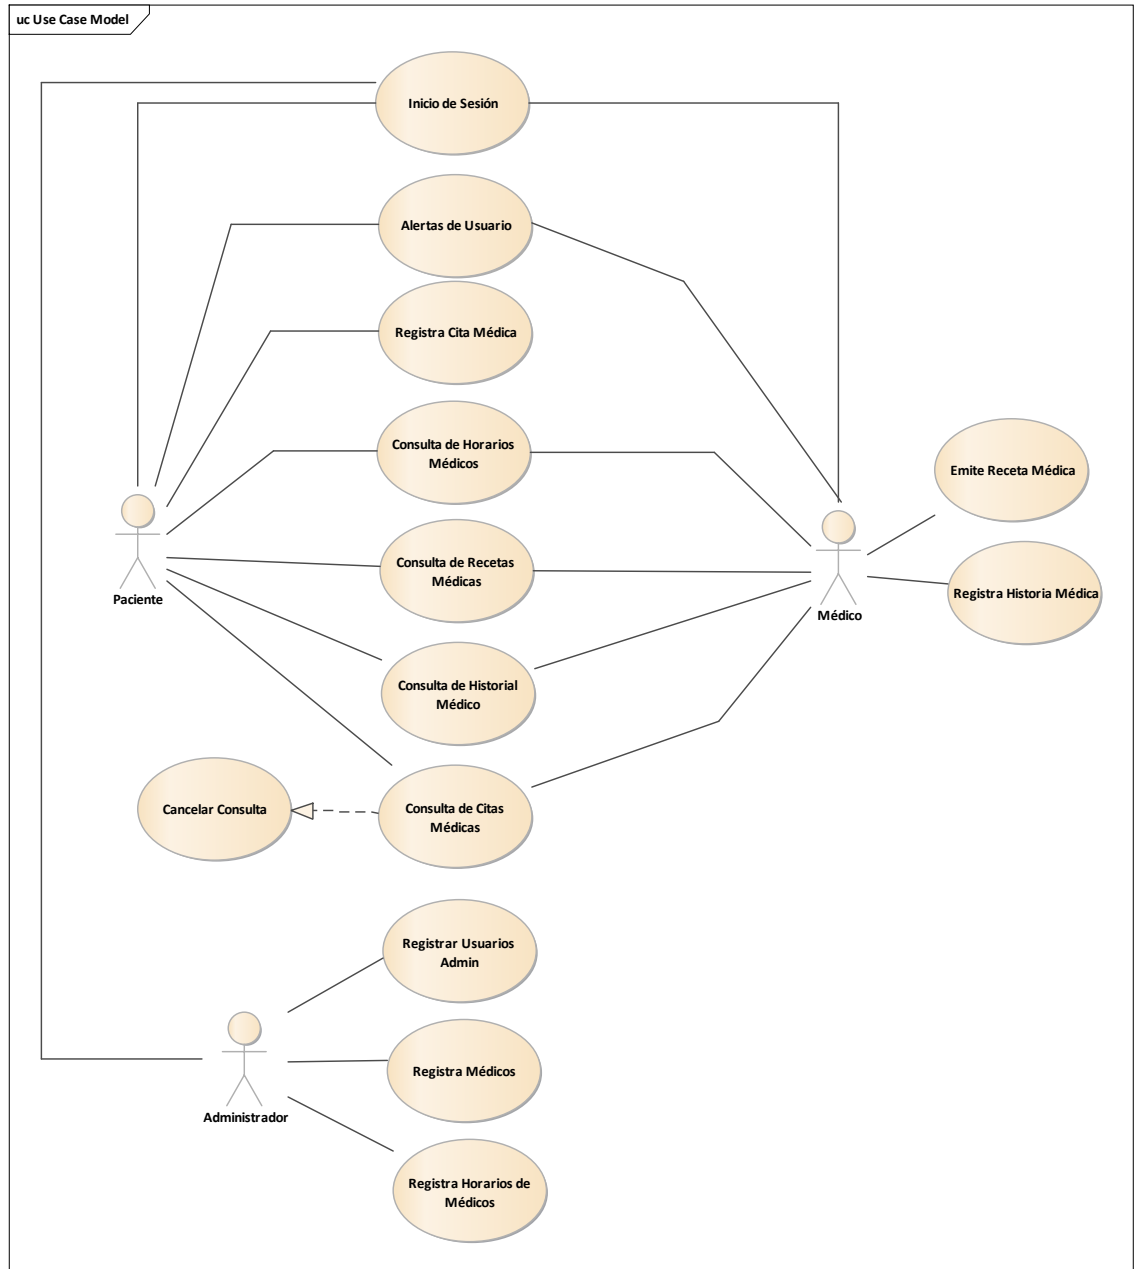 uc Use Case Model
Inicio de Sesión
Alertas de Usuario
Registra Cita Médica
Consulta de Horarios
Médicos
Emite Receta Médica
Consulta de Recetas
Médicas
Registra Historia Médica
Paciente
Médico
Consulta de Historial
Médico
Cancelar Consulta
Consulta de Citas
Médicas
Registrar Usuarios
Admin
Registra Médicos
Administrador
Registra Horarios de
Médicos